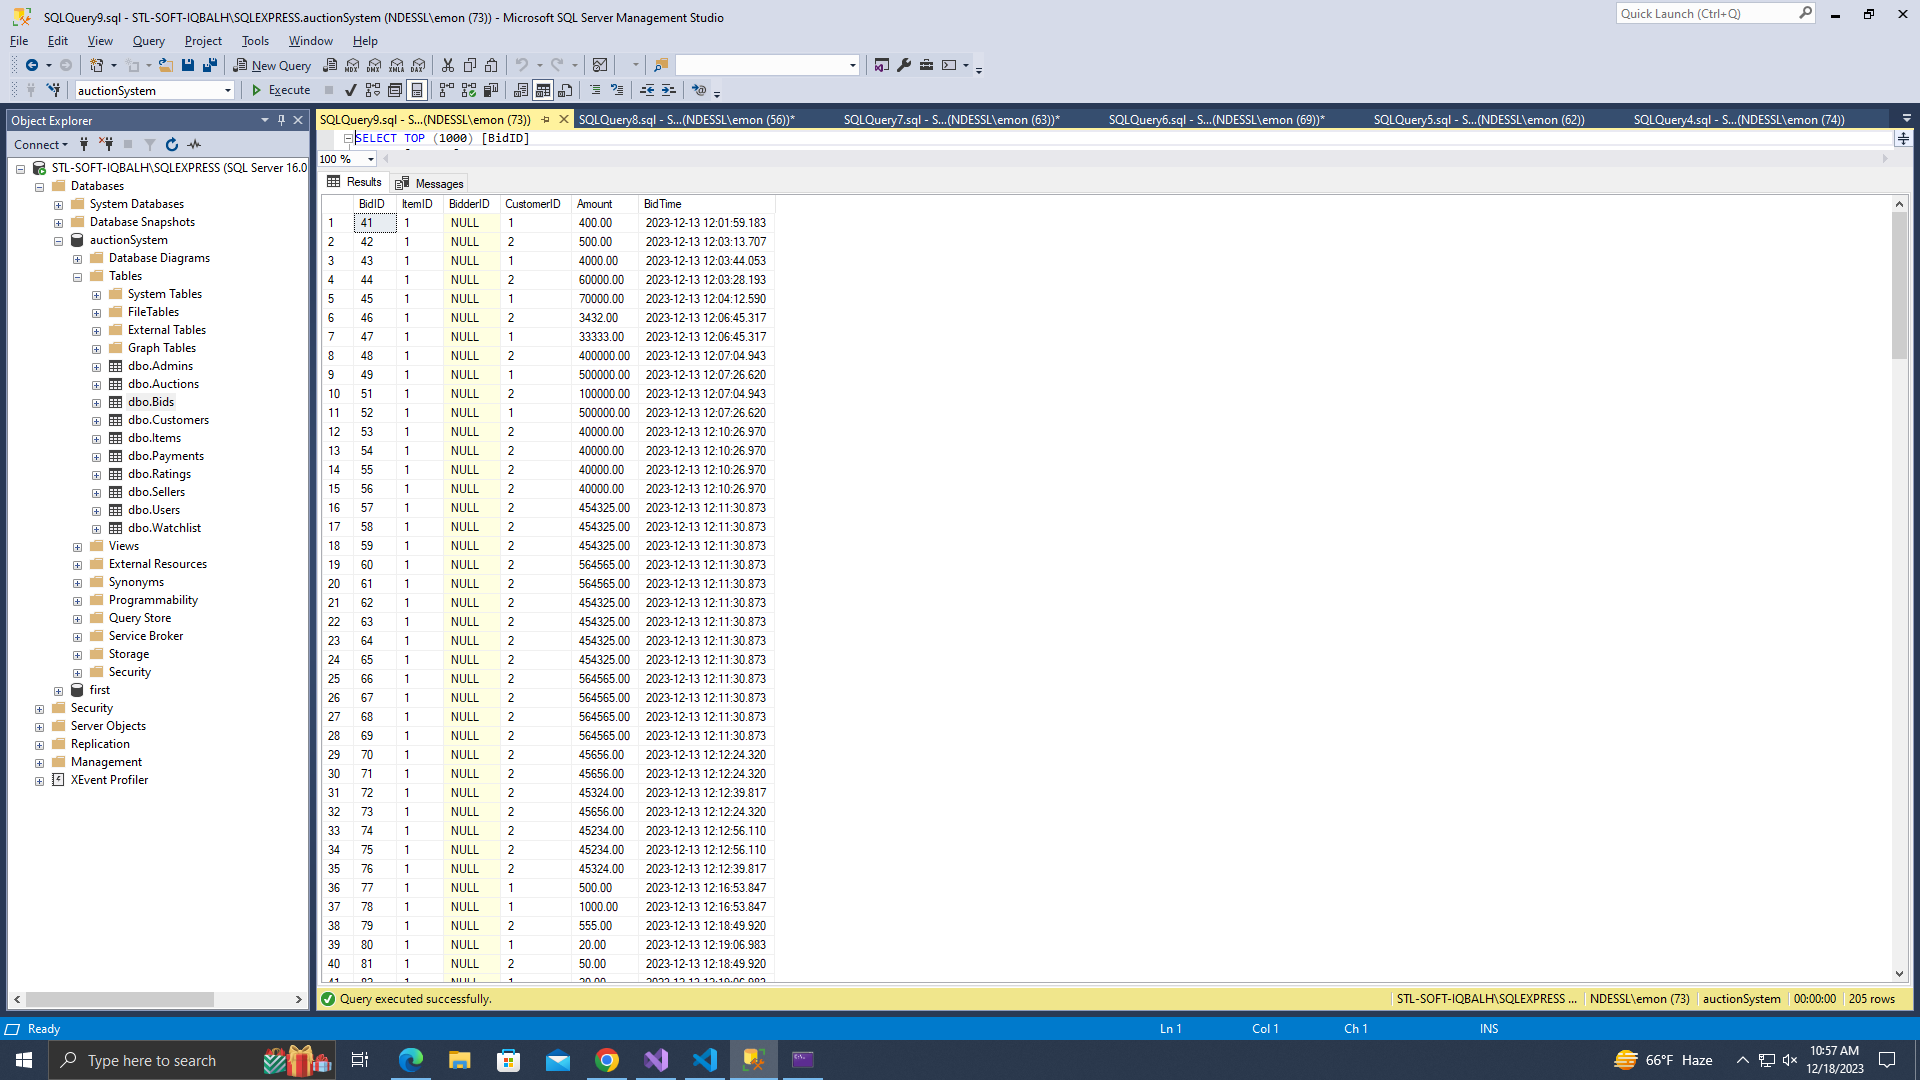 SQLQuery9.sql - STL-SOFT-IQBALH\SQLEXPRESS.auctionSystem (NDESSL\emon (73)) - Microsoft SQL Server Management Studio
Quick Launch (Ctrl+Q)
File Edit View Query Project Tools Window Help
New Query MDX DMX XMLA DAX
auctionSystem Execute
Object Explorer
SQLQuery9.sql - S...(NDESSL\emon (73)) SQLQuery8.sql - S...(NDESSL\emon (56))* SQLQuery7.sql - S...(NDESSL\emon (63))* SQLQuery6.sql - S...(NDESSL\emon (69))* SQLQuery5.sql - S...(NDESSL\emon (62)) SQLQuery4.sql - S...(NDESSL\emon (74))
Connect
STL-SOFT-IQBALH\SQLEXPRESS (SQL Server 16.0
Databases
System Databases
Database Snapshots
auctionSystem
Database Diagrams
Tables
System Tables
FileTables
External Tables
Graph Tables
dbo.Admins
dbo.Auctions
dbo.Bids
dbo.Customers
dbo.Items
dbo.Payments
dbo.Ratings
dbo.Sellers
dbo.Users
dbo.Watchlist
Views
External Resources
Synonyms
Programmability
Query Store
Service Broker
Storage
Security
first
Security
Server Objects
Replication
Management
XEvent Profiler
SELECT TOP (1000) [BidID]
100 %
Results Messages
BidID ItemID BidderID CustomerID Amount BidTime
1 41 1 NULL 1 400.00 2023-12-13 12:01:59.183
2 42 1 NULL 2 500.00 2023-12-13 12:03:13.707
3 43 1 NULL 1 4000.00 2023-12-13 12:03:44.053
4 44 1 NULL 2 60000.00 2023-12-13 12:03:28.193
5 45 1 NULL 1 70000.00 2023-12-13 12:04:12.590
6 46 1 NULL 2 3432.00 2023-12-13 12:06:45.317
7 47 1 NULL 1 33333.00 2023-12-13 12:06:45.317
8 48 1 NULL 2 400000.00 2023-12-13 12:07:04.943
9 49 1 NULL 1 500000.00 2023-12-13 12:07:26.620
10 51 1 NULL 2 100000.00 2023-12-13 12:07:04.943
11 52 1 NULL 1 500000.00 2023-12-13 12:07:26.620
12 53 1 NULL 2 40000.00 2023-12-13 12:10:26.970
13 54 1 NULL 2 40000.00 2023-12-13 12:10:26.970
14 55 1 NULL 2 40000.00 2023-12-13 12:10:26.970
15 56 1 NULL 2 40000.00 2023-12-13 12:10:26.970
16 57 1 NULL 2 454325.00 2023-12-13 12:11:30.873
17 58 1 NULL 2 454325.00 2023-12-13 12:11:30.873
18 59 1 NULL 2 454325.00 2023-12-13 12:11:30.873
19 60 1 NULL 2 564565.00 2023-12-13 12:11:30.873
20 61 1 NULL 2 564565.00 2023-12-13 12:11:30.873
21 62 1 NULL 2 454325.00 2023-12-13 12:11:30.873
22 63 1 NULL 2 454325.00 2023-12-13 12:11:30.873
23 64 1 NULL 2 454325.00 2023-12-13 12:11:30.873
24 65 1 NULL 2 454325.00 2023-12-13 12:11:30.873
25 66 1 NULL 2 564565.00 2023-12-13 12:11:30.873
26 67 1 NULL 2 564565.00 2023-12-13 12:11:30.873
27 68 1 NULL 2 564565.00 2023-12-13 12:11:30.873
28 69 1 NULL 2 564565.00 2023-12-13 12:11:30.873
29 70 1 NULL 2 45656.00 2023-12-13 12:12:24.320
30 71 1 NULL 2 45656.00 2023-12-13 12:12:24.320
31 72 1 NULL 2 45324.00 2023-12-13 12:12:39.817
32 73 1 NULL 2 45656.00 2023-12-13 12:12:24.320
33 74 1 NULL 2 45234.00 2023-12-13 12:12:56.110
34 75 1 NULL 2 45234.00 2023-12-13 12:12:56.110
35 76 1 NULL 2 45324.00 2023-12-13 12:12:39.817
36 77 1 NULL 1 500.00 2023-12-13 12:16:53.847
37 78 1 NULL 1 1000.00 2023-12-13 12:16:53.847
38 79 1 NULL 2 555.00 2023-12-13 12:18:49.920
39 80 1 NULL 1 20.00 2023-12-13 12:19:06.983
40 81 1 NULL 2 50.00 2023-12-13 12:18:49.920
Query executed successfully. STL-SOFT-IQBALH\SQLEXPRESS ... NDESSL\emon (73) auctionSystem 00:00:00 205 rows
Ready Ln 1 Col 1 Ch 1 INS
Type here to search 66°F Haze 10:57 AM
12/18/2023